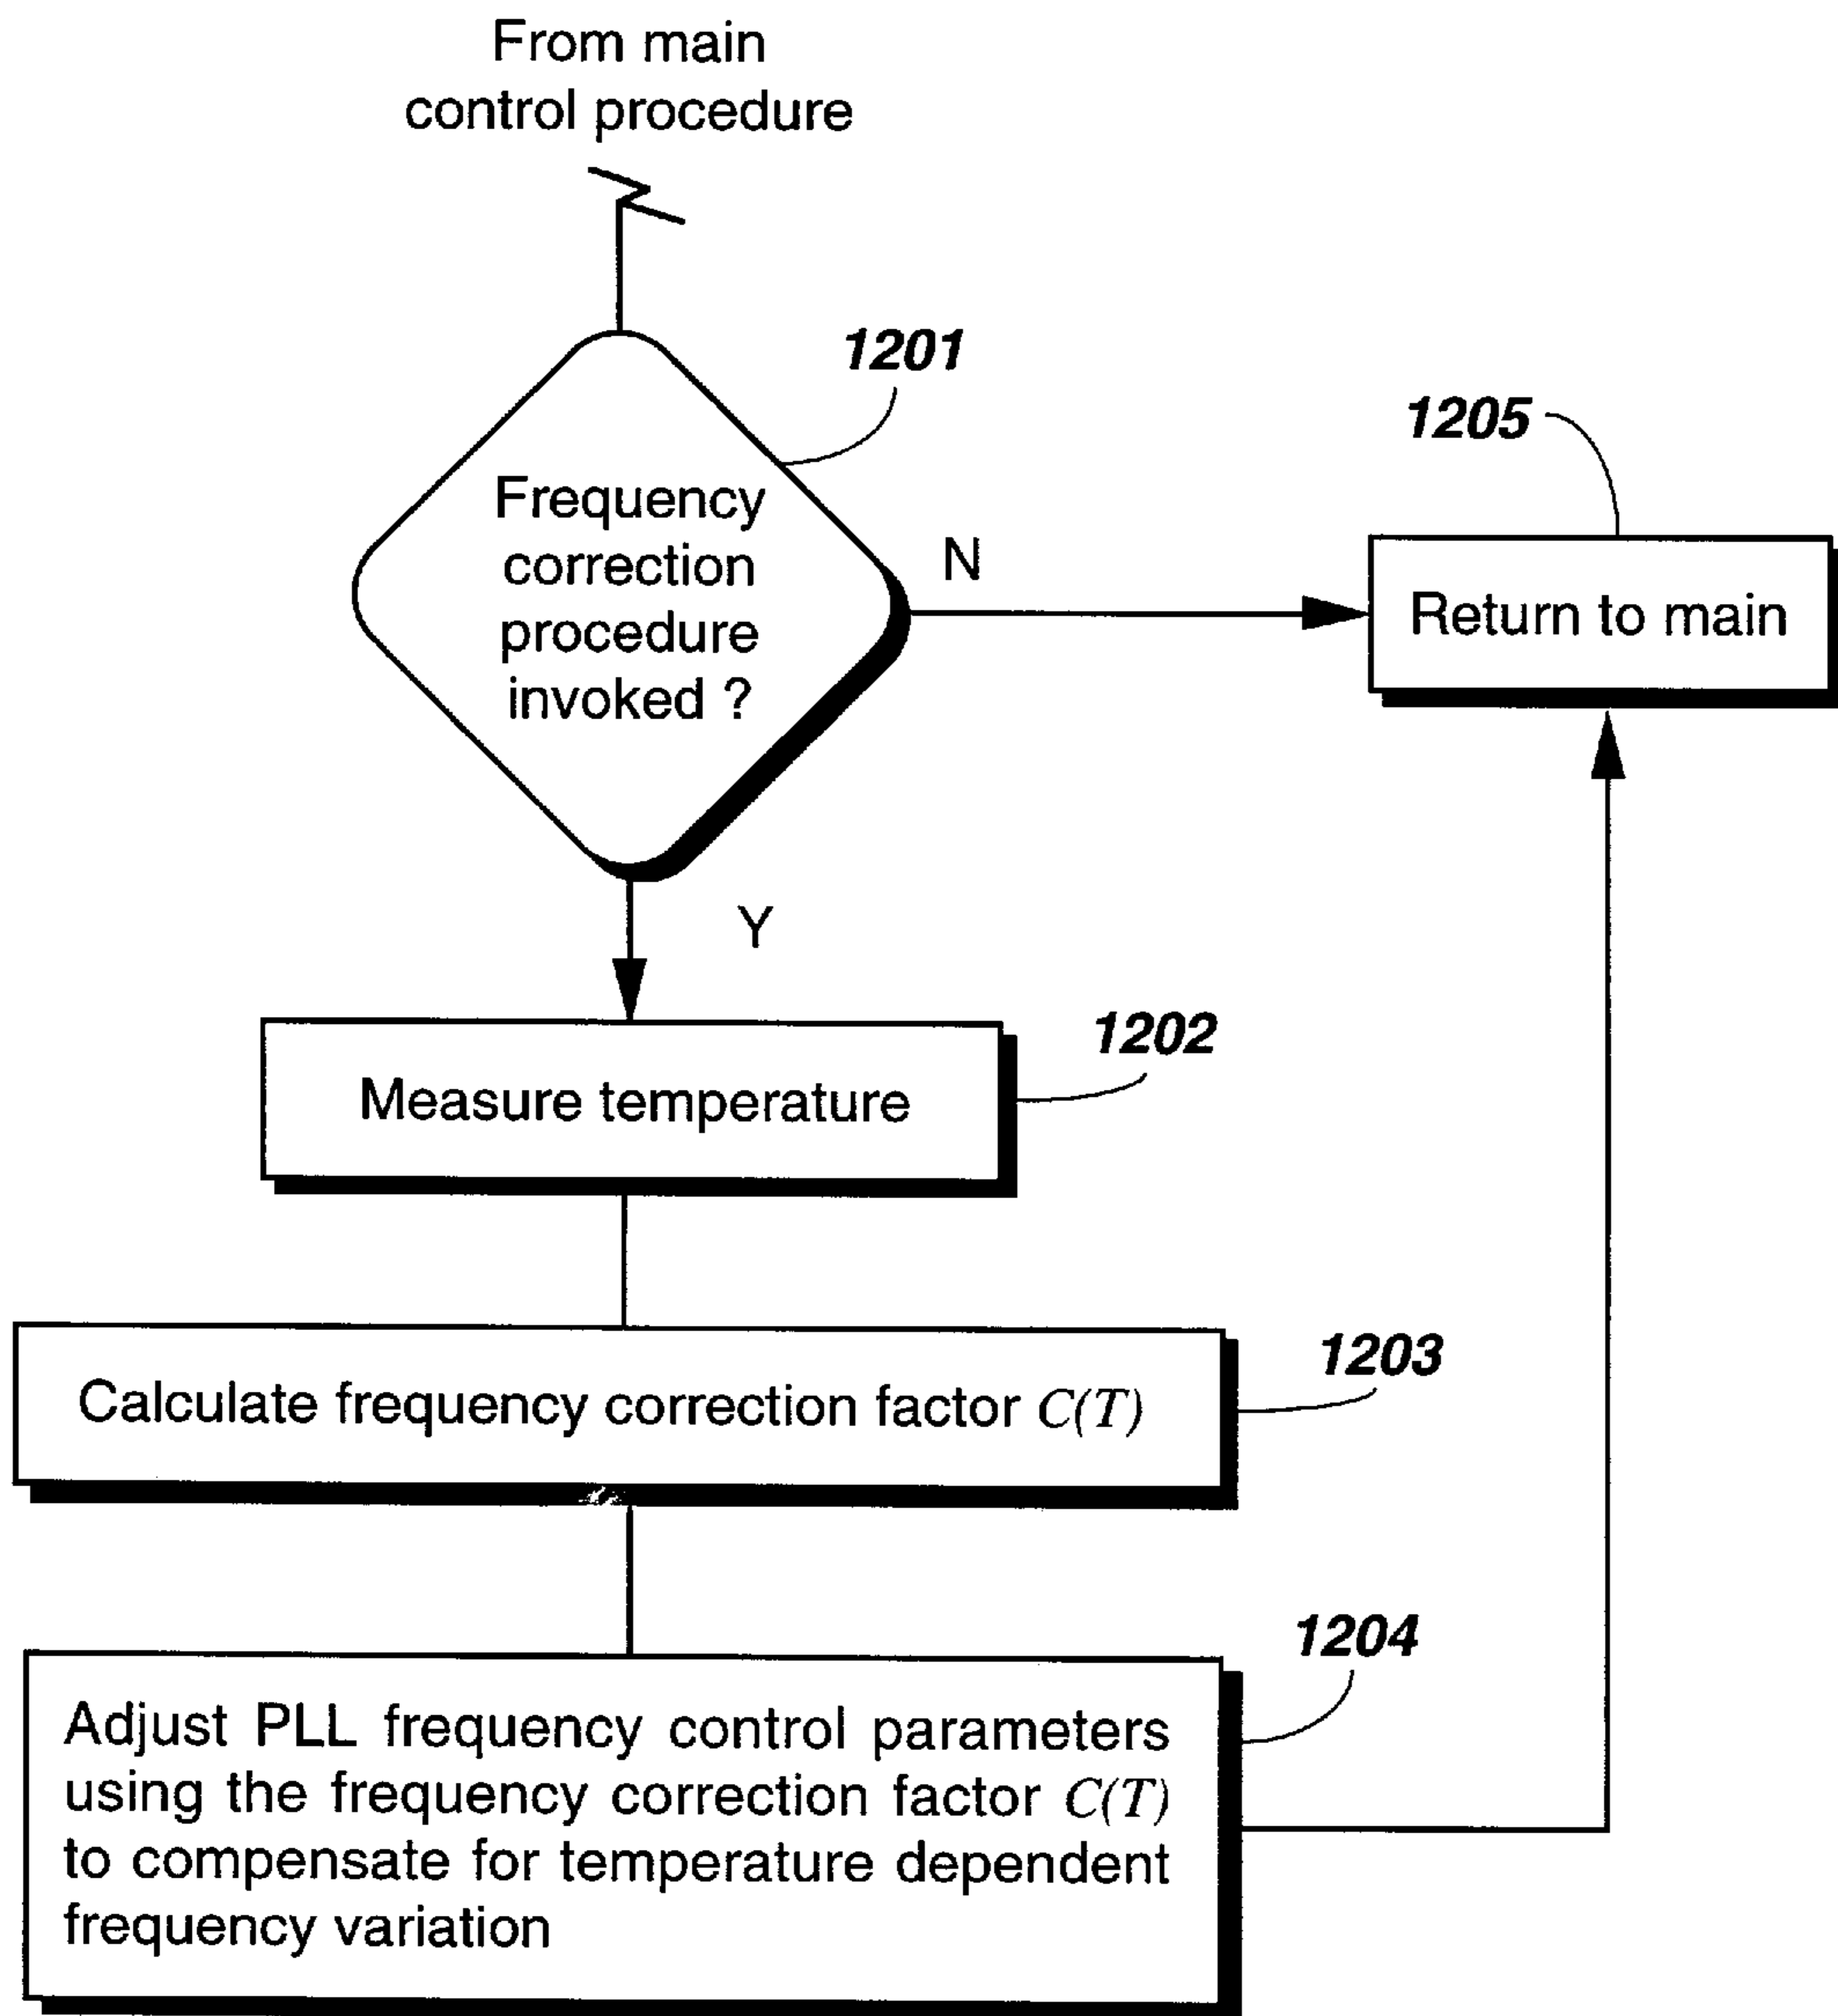 From main
control procedure
1201
Frequency
correction
procedure
invoked ?
N
1205
Return to main
Y
1202
Measure temperature
1203
Calculate frequency correction factor C(T)
1204
Adjust PLL frequency control parameters
using the frequency correction factor C(T)
to compensate for temperature dependent
frequency variation